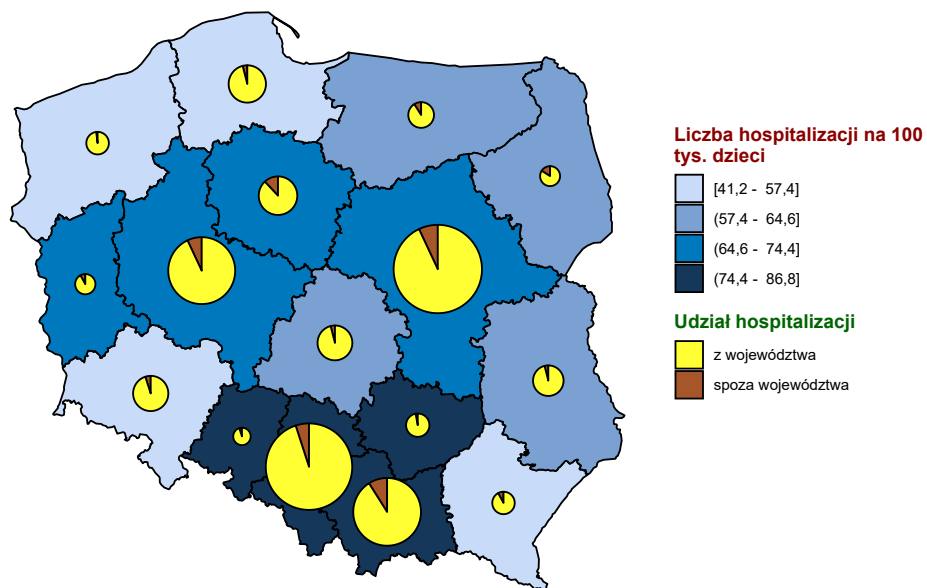 Liczba hospitalizacji na 100
tys. dzieci
[41,2 - 57,4]
(57,4 - 64,6]
(64,6 - 74,4]
(74,4 - 86,8]
Udział hospitalizacji
z województwa
spoza województwa